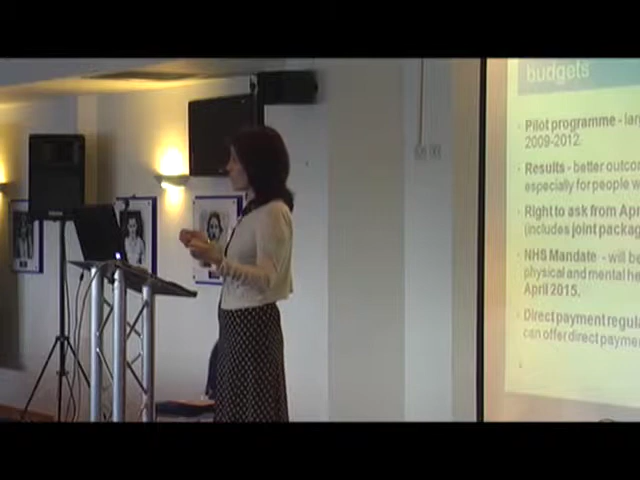 budgets
Pilot programme - lar
2009-2012.
Results - better outco
especially for people w
Right to ask from Apr
(includes joint packag
NHS Mandate - will be
physical and mental he
April 2015.
Direct payment regula
can offer direct payme